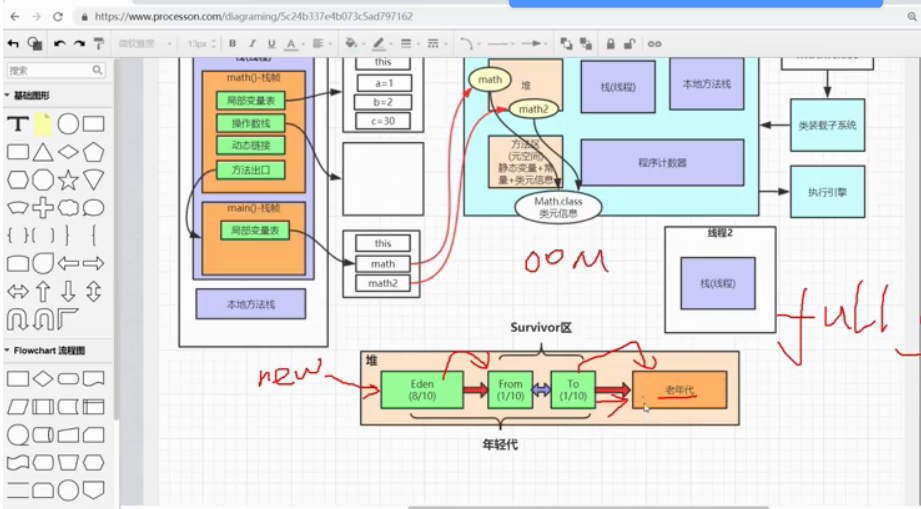 https://www.processon.com/diagraming/5c24b337e4b073c5ad797162
微软雅黑
13px
B I U A
搜索
基础图形
T
Flowchart 流程图
math()-栈帧
局部变量表
操作数栈
动态链接
方法出口
main()-栈帧
局部变量表
本地方法栈
this
a=1
b=2
c=30
this
math
math2
math
堆
math2
方法区
(元空间)
静态变量+常
量+类元信息
Math.class
类元信息
栈(线程)
本地方法栈
程序计数器
类装载子系统
执行引擎
线程2
栈(线程)
OOM
full
new
Survivor区
堆
Eden
(8/10)
From
(1/10)
To
(1/10)
老年代
年轻代